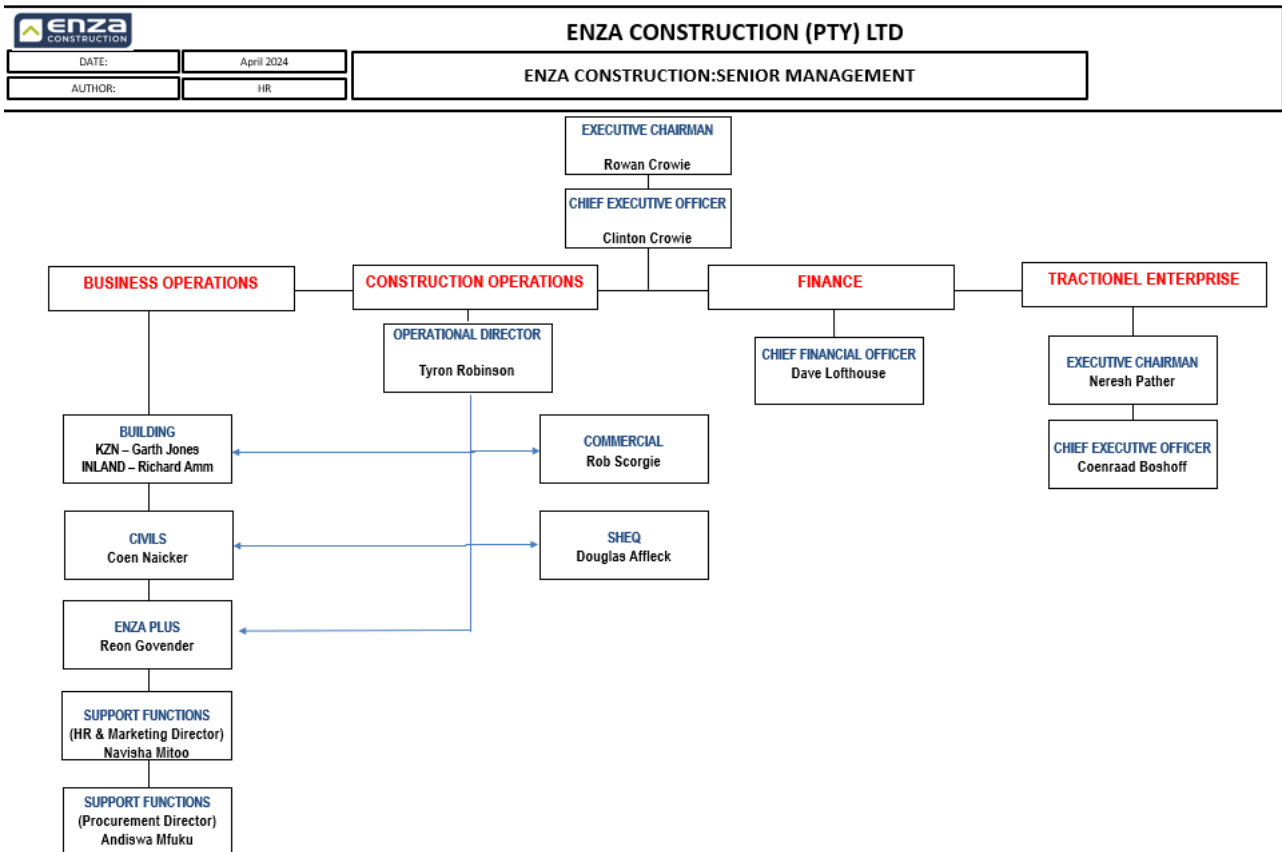 enza
CONSTRUCTION
ENZA CONSTRUCTION (PTY) LTD
DATE:
April 2024
ENZA CONSTRUCTION:SENIOR MANAGEMENT
AUTHOR:
HR
EXECUTIVE CHAIRMAN
Rowan Crowie
CHIEF EXECUTIVE OFFICER
Clinton Crowie
BUSINESS OPERATIONS
CONSTRUCTION OPERATIONS
FINANCE
TRACTIONEL ENTERPRISE
OPERATIONAL DIRECTOR
Tyron Robinson
CHIEF FINANCIAL OFFICER
Dave Lofthouse
EXECUTIVE CHAIRMAN
Neresh Pather
BUILDING
KZN – Garth Jones
INLAND – Richard Amm
COMMERCIAL
Rob Scorgie
CHIEF EXECUTIVE OFFICER
Coenraad Boshoff
CIVILS
Coen Naicker
SHEQ
Douglas Affleck
ENZA PLUS
Reon Govender
SUPPORT FUNCTIONS
(HR & Marketing Director)
Navisha Mitoo
SUPPORT FUNCTIONS
(Procurement Director)
Andiswa Mfuku